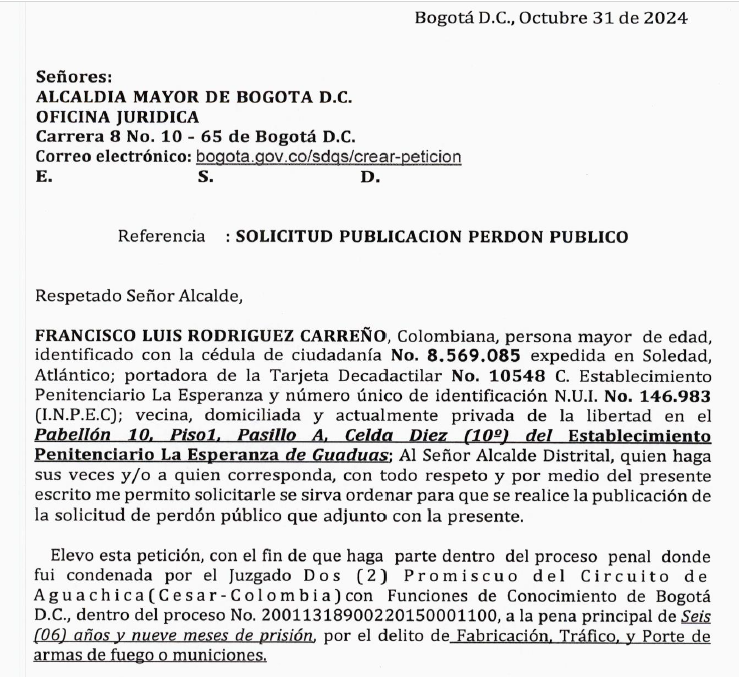 Bogotá D.C., Octubre 31 de 2024
Señores:
ALCALDIA MAYOR DE BOGOTA D.C.
OFICINA JURIDICA
Carrera 8 No. 10 - 65 de Bogotá D.C.
Correo electrónico: bogota.gov.co/sdqs/crear-peticion
E. S. D.
Referencia : SOLICITUD PUBLICACION PERDON PUBLICO
Respetado Señor Alcalde,
FRANCISCO LUIS RODRIGUEZ CARREÑO, Colombiana, persona mayor de edad,
identificado con la cédula de ciudadanía No. 8.569.085 expedida en Soledad,
Atlántico; portadora de la Tarjeta Decadactilar No. 10548 C. Establecimiento
Penitenciario La Esperanza y número único de identificación N.U.I. No. 146.983
(I.N.P.E.C); vecina, domiciliada y actualmente privada de la libertad en el
Pabellón 10, Piso1, Pasillo A, Celda Diez (10º) del Establecimiento
Penitenciario La Esperanza de Guaduas; Al Señor Alcalde Distrital, quien haga
sus veces y/o a quien corresponda, con todo respeto y por medio del presente
escrito me permito solicitarle se sirva ordenar para que se realice la publicación de
la solicitud de perdón público que adjunto con la presente.
Elevo esta petición, con el fin de que haga parte dentro del proceso penal donde
fui condenada por el Juzgado Dos (2) Promiscuo del Circuito de
Aguachica(Cesar-Colombia)con Funciones de Conocimiento de Bogotá
D.C., dentro del proceso No. 20011318900220150001100, a la pena principal de Seis
(06) años y nueve meses de prisión, por el delito de Fabricación, Tráfico, y Porte de
armas de fuego o municiones.